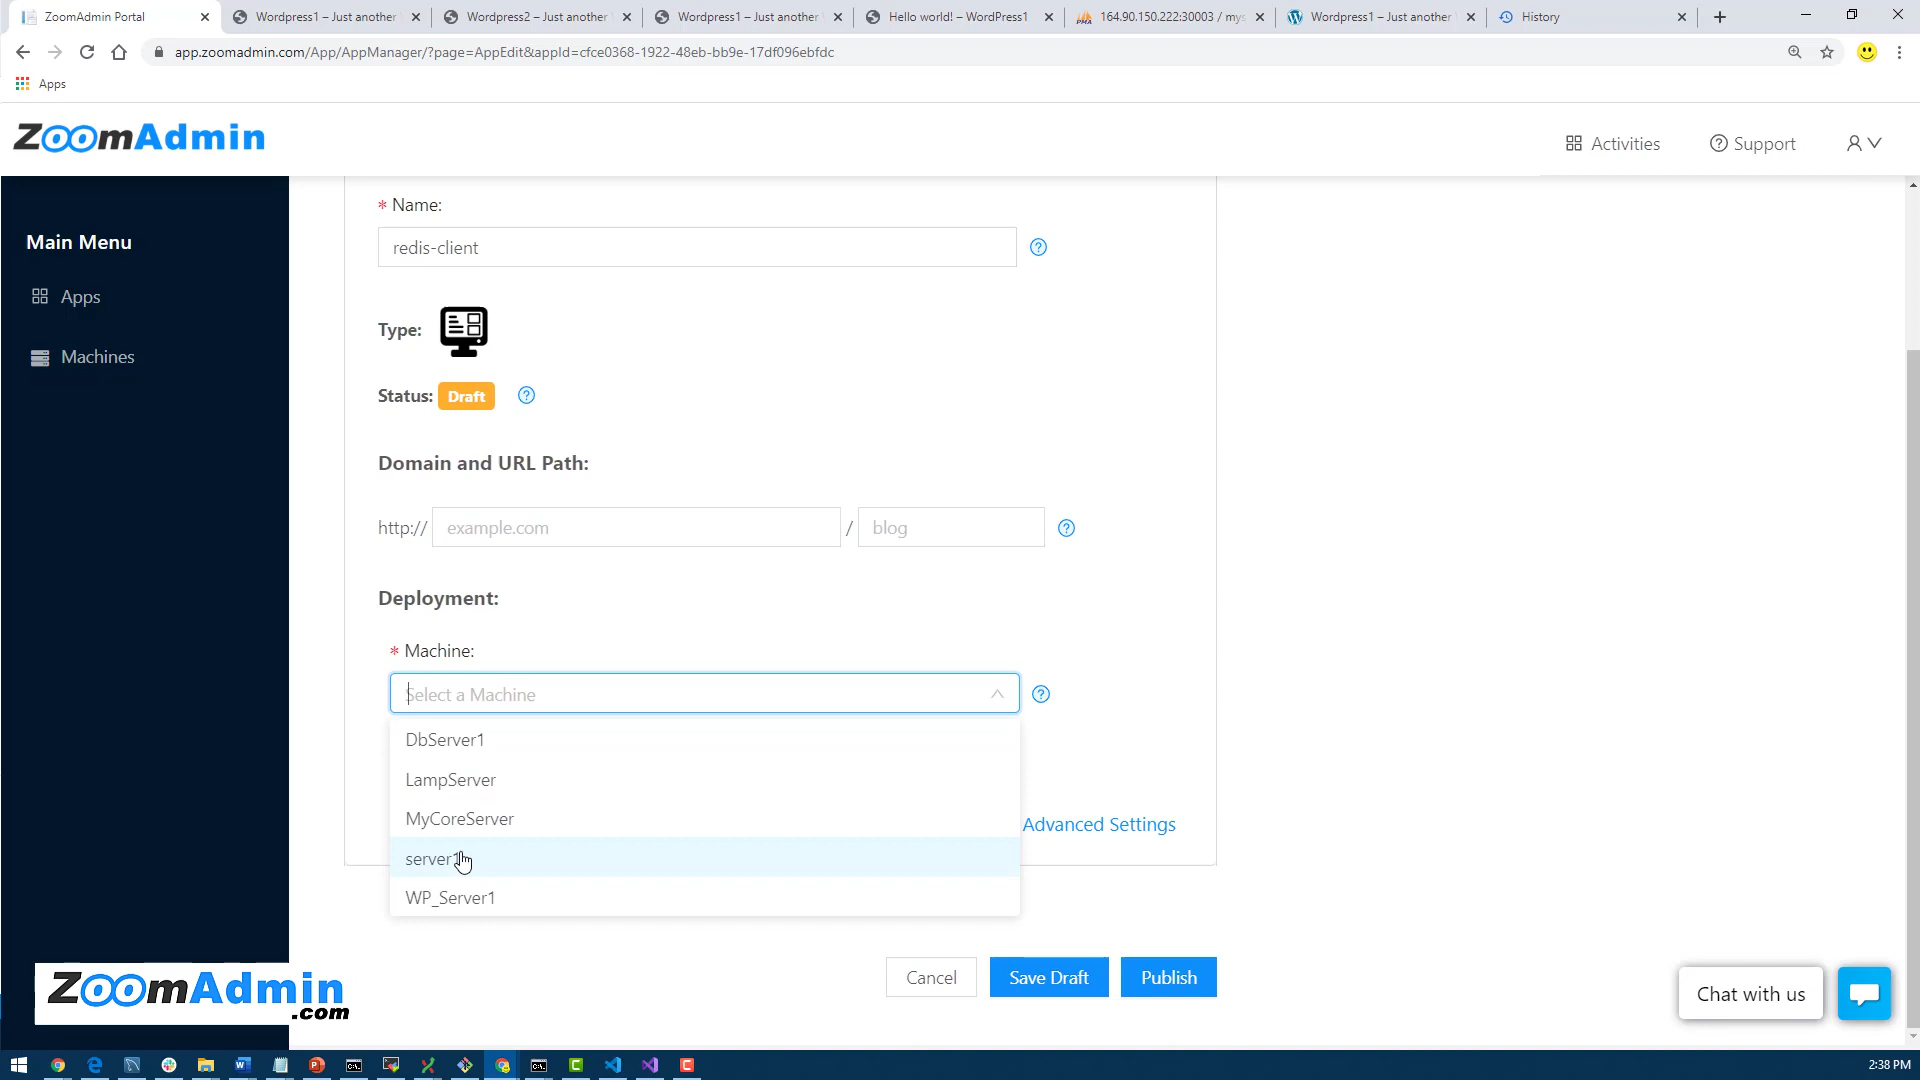 ZoomAdmin Portal
Wordpress1 – Just another
Wordpress2 – Just another
Wordpress1 – Just another
Hello world! – WordPress1
164.90.150.222:30003 / mys
Wordpress1 – Just another
History
app.zoomadmin.com/App/AppManager/?page=AppEdit&appId=cfce0368-1922-48eb-bb9e-17df096ebfdc
Apps
ZoomAdmin
Activities
Support
Main Menu
Apps
Machines
* Name:
redis-client
Type:
Status: Draft
Domain and URL Path:
http:// example.com / blog
Deployment:
* Machine:
Select a Machine
DbServer1
LampServer
MyCoreServer
server1
WP_Server1
Advanced Settings
Cancel
Save Draft
Publish
Chat with us
ZoomAdmin
.com
2:38 PM